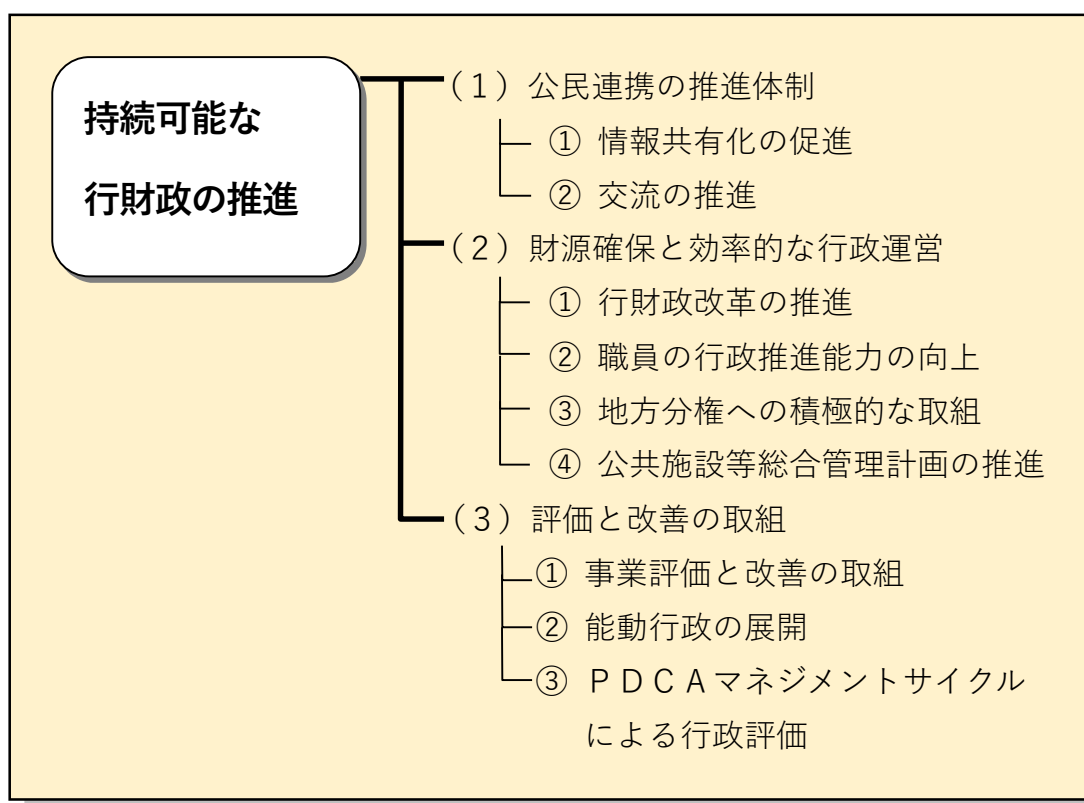 持続可能な
行財政の推進
（１）公民連携の推進体制
① 情報共有化の促進
② 交流の推進
（２）財源確保と効率的な行政運営
① 行財政改革の推進
② 職員の行政推進能力の向上
③ 地方分権への積極的な取組
④ 公共施設等総合管理計画の推進
（３）評価と改善の取組
① 事業評価と改善の取組
② 能動行政の展開
③ ＰＤＣＡマネジメントサイクル
による行政評価